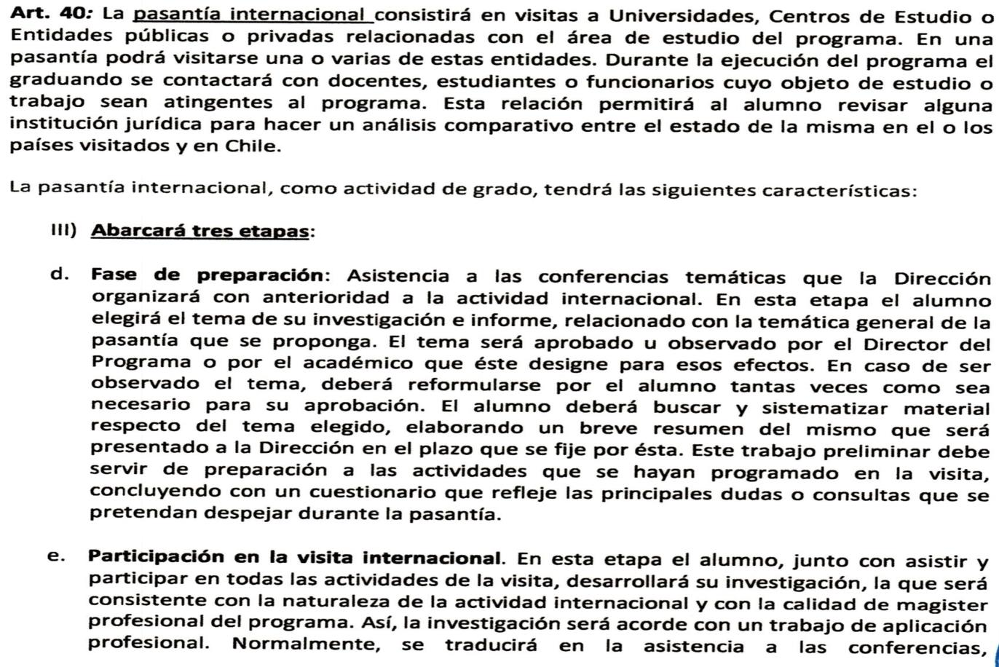 Art. 40: La pasantía internacional consistirá en visitas a Universidades, Centros de Estudio o
Entidades públicas o privadas relacionadas con el área de estudio del programa. En una
pasantía podrá visitarse una o varias de estas entidades. Durante la ejecución del programa el
graduando se contactará con docentes, estudiantes o funcionarios cuyo objeto de estudio o
trabajo sean atingentes al programa. Esta relación permitirá al alumno revisar alguna
institución jurídica para hacer un análisis comparativo entre el estado de la misma en el o los
países visitados y en Chile.
La pasantía internacional, como actividad de grado, tendrá las siguientes características:
III) Abarcará tres etapas:
d. Fase de preparación: Asistencia a las conferencias temáticas que la Dirección
organizará con anterioridad a la actividad internacional. En esta etapa el alumno
elegirá el tema de su investigación e informe, relacionado con la temática general de la
pasantía que se proponga. El tema será aprobado u observado por el Director del
Programa o por el académico que éste designe para esos efectos. En caso de ser
observado el tema, deberá reformularse por el alumno tantas veces como sea
necesario para su aprobación. El alumno deberá buscar y sistematizar material
respecto del tema elegido, elaborando un breve resumen del mismo que será
presentado a la Dirección en el plazo que se fije por ésta. Este trabajo preliminar debe
servir de preparación a las actividades que se hayan programado en la visita,
concluyendo con un cuestionario que refleje las principales dudas o consultas que se
pretendan despejar durante la pasantía.
e. Participación en la visita internacional. En esta etapa el alumno, junto con asistir y
participar en todas las actividades de la visita, desarrollará su investigación, la que será
consistente con la naturaleza de la actividad internacional y con la calidad de magister
profesional del programa. Así, la investigación será acorde con un trabajo de aplicación
profesional. Normalmente, se traducirá en la asistencia a las conferencias,